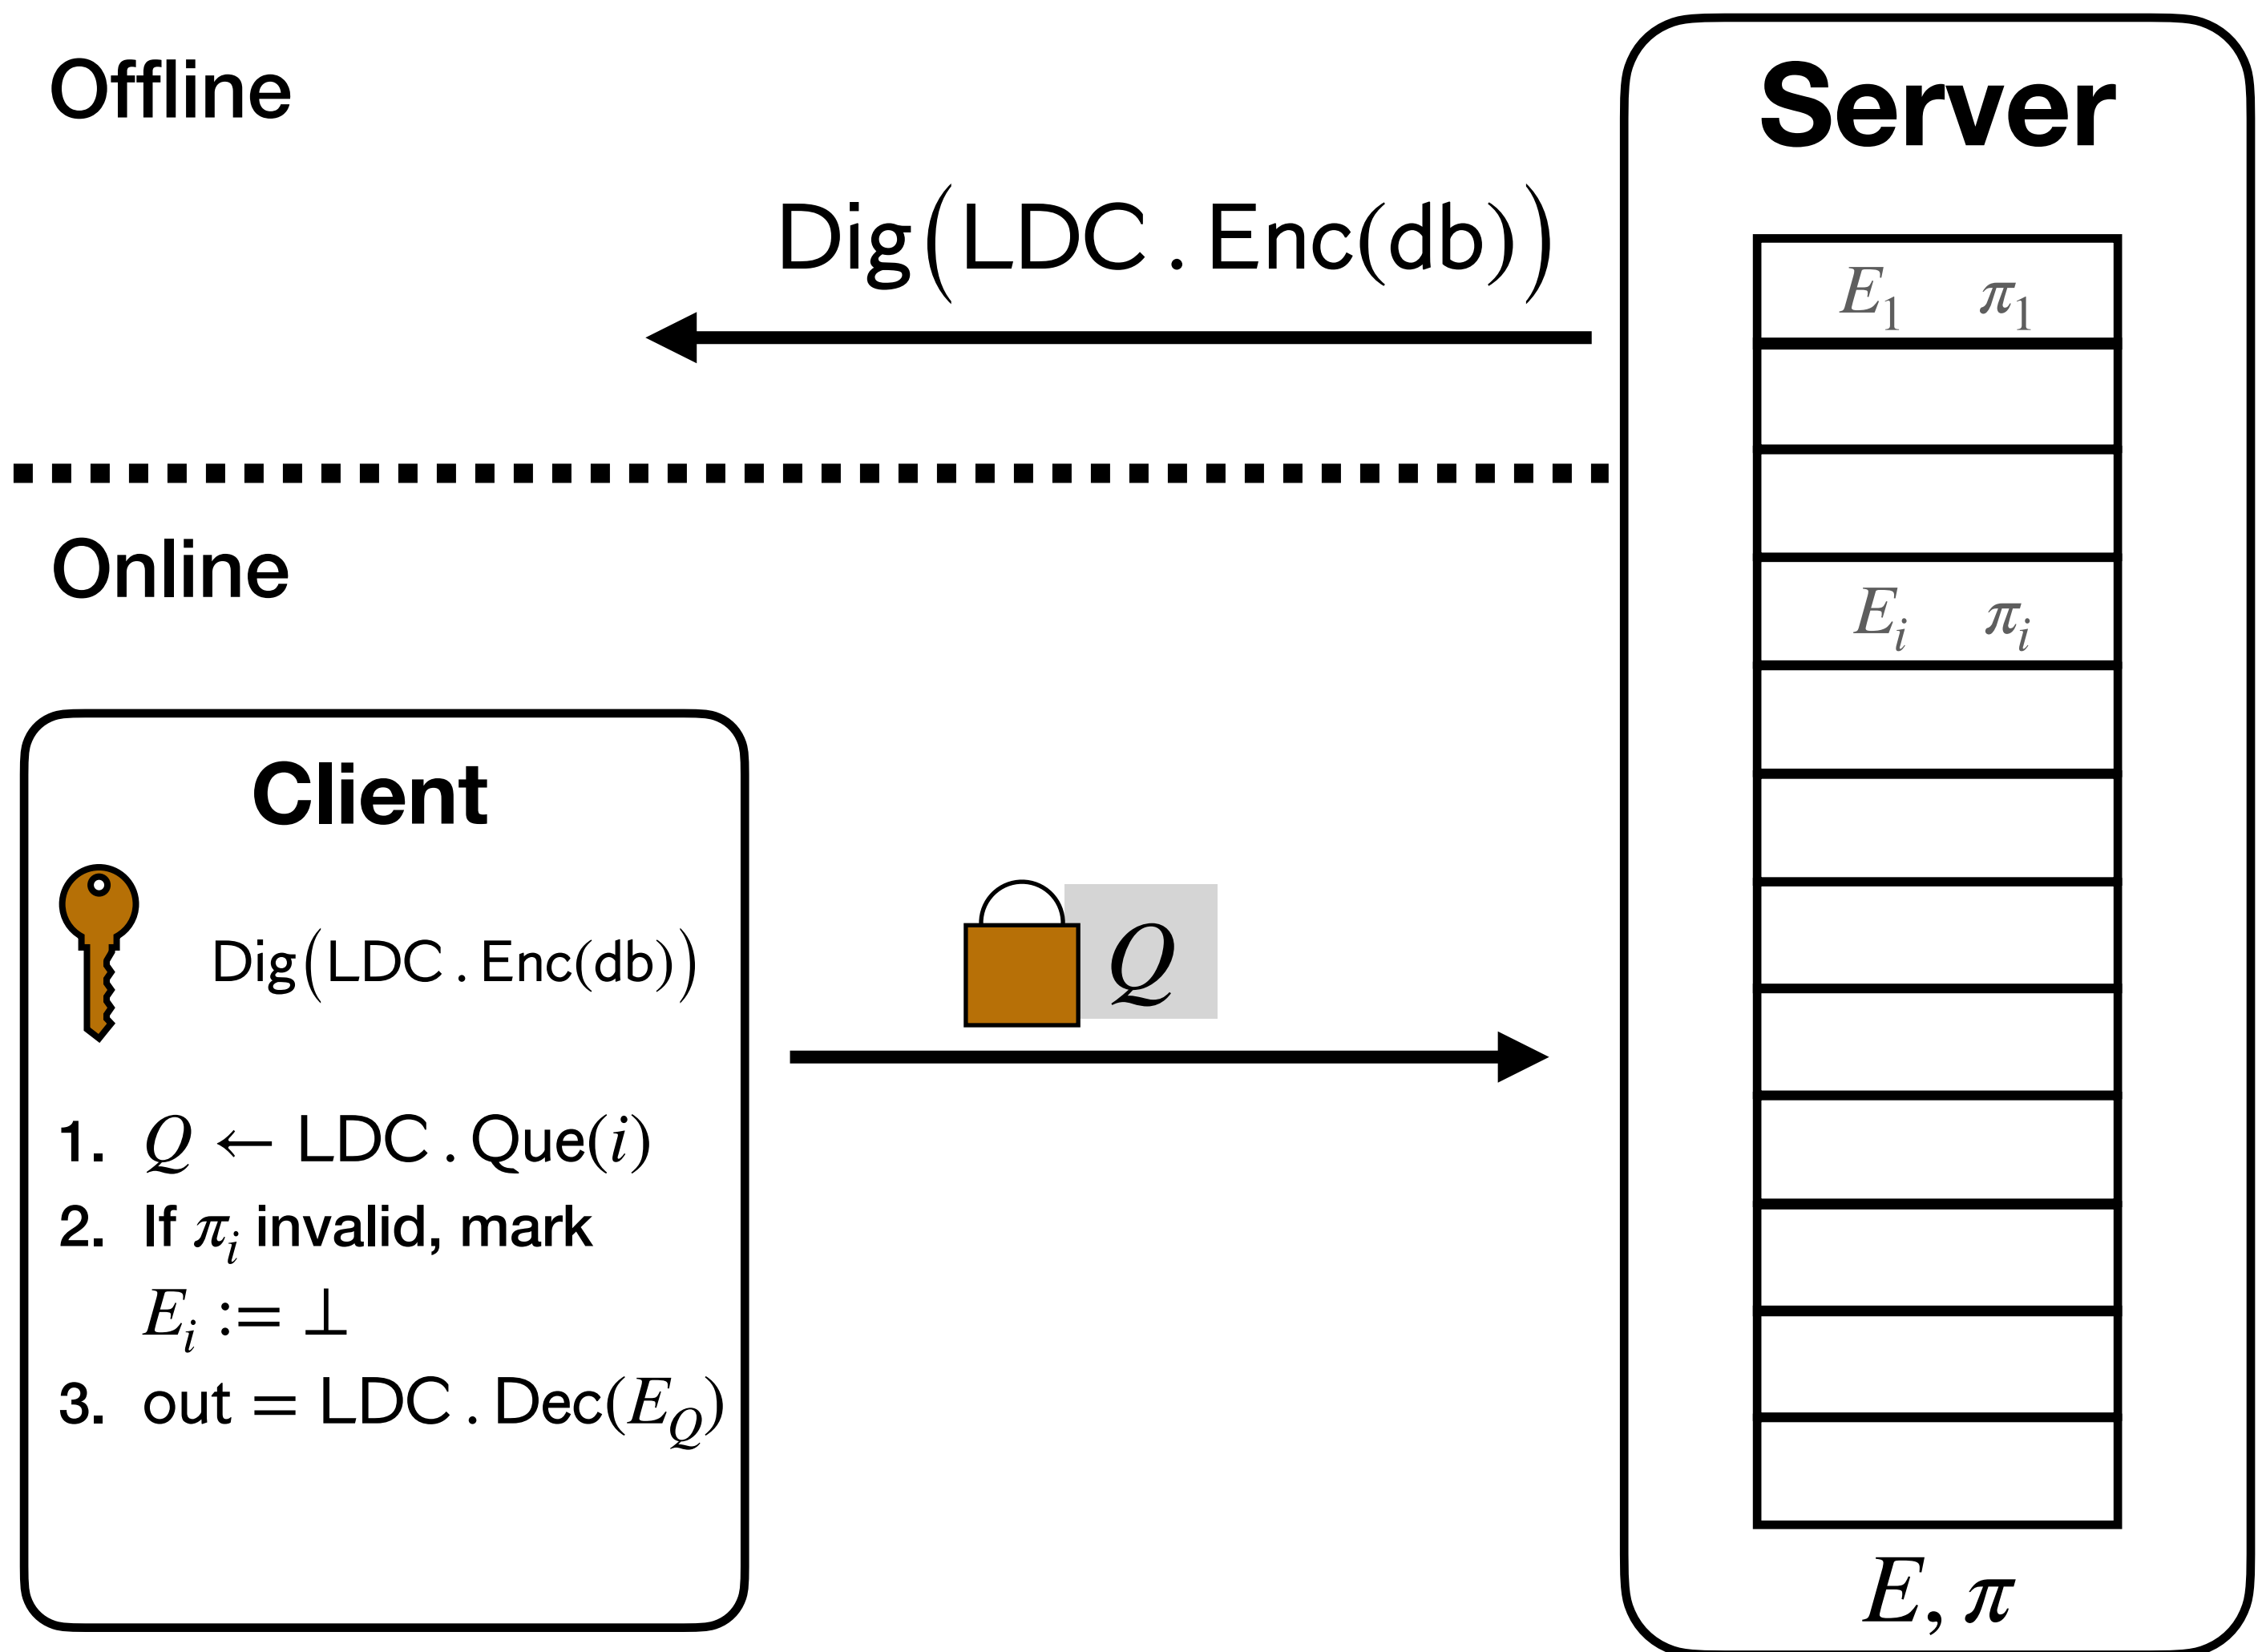 Offline
Dig(LDC . Enc(db))
Online
Client
Dig(LDC . Enc(db))
1. Q ← LDC . Que(i)
2. If π_i invalid, mark
E_i := ⊥
3. out = LDC . Dec(E_Q)
Q
Server
E_1 π_1
E_i π_i
E, π